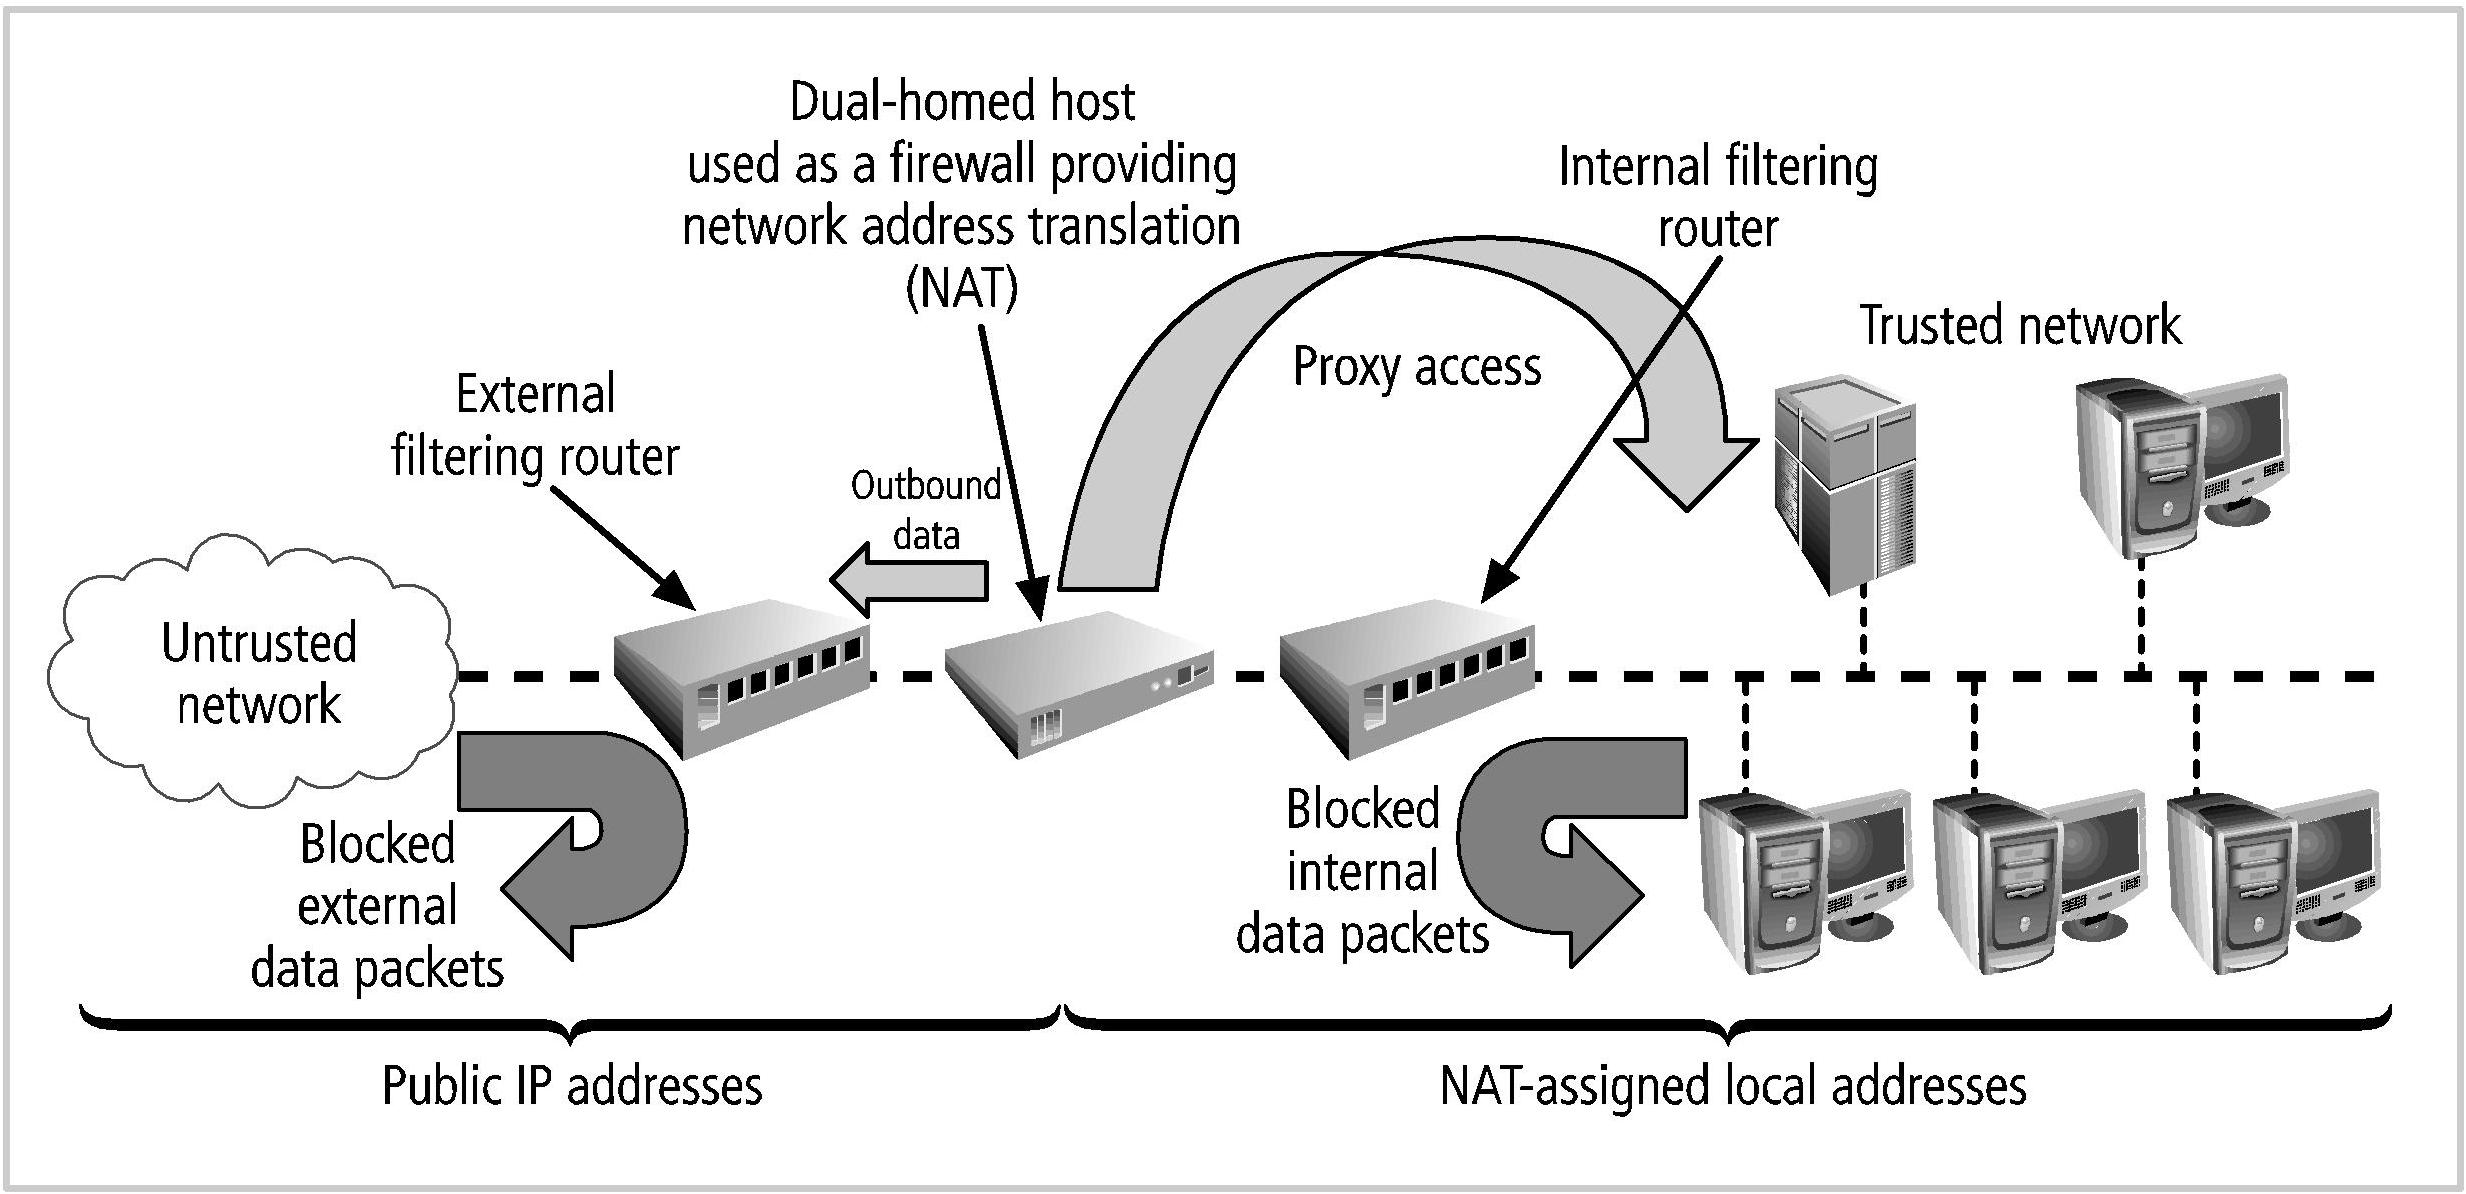 Dual-homed host
used as a firewall providing
network address translation
(NAT)
Internal filtering
router
Trusted network
Proxy access
External
filtering router
Outbound
data
Untrusted
network
Blocked
external
data packets
Blocked
internal
data packets
Public IP addresses
NAT-assigned local addresses